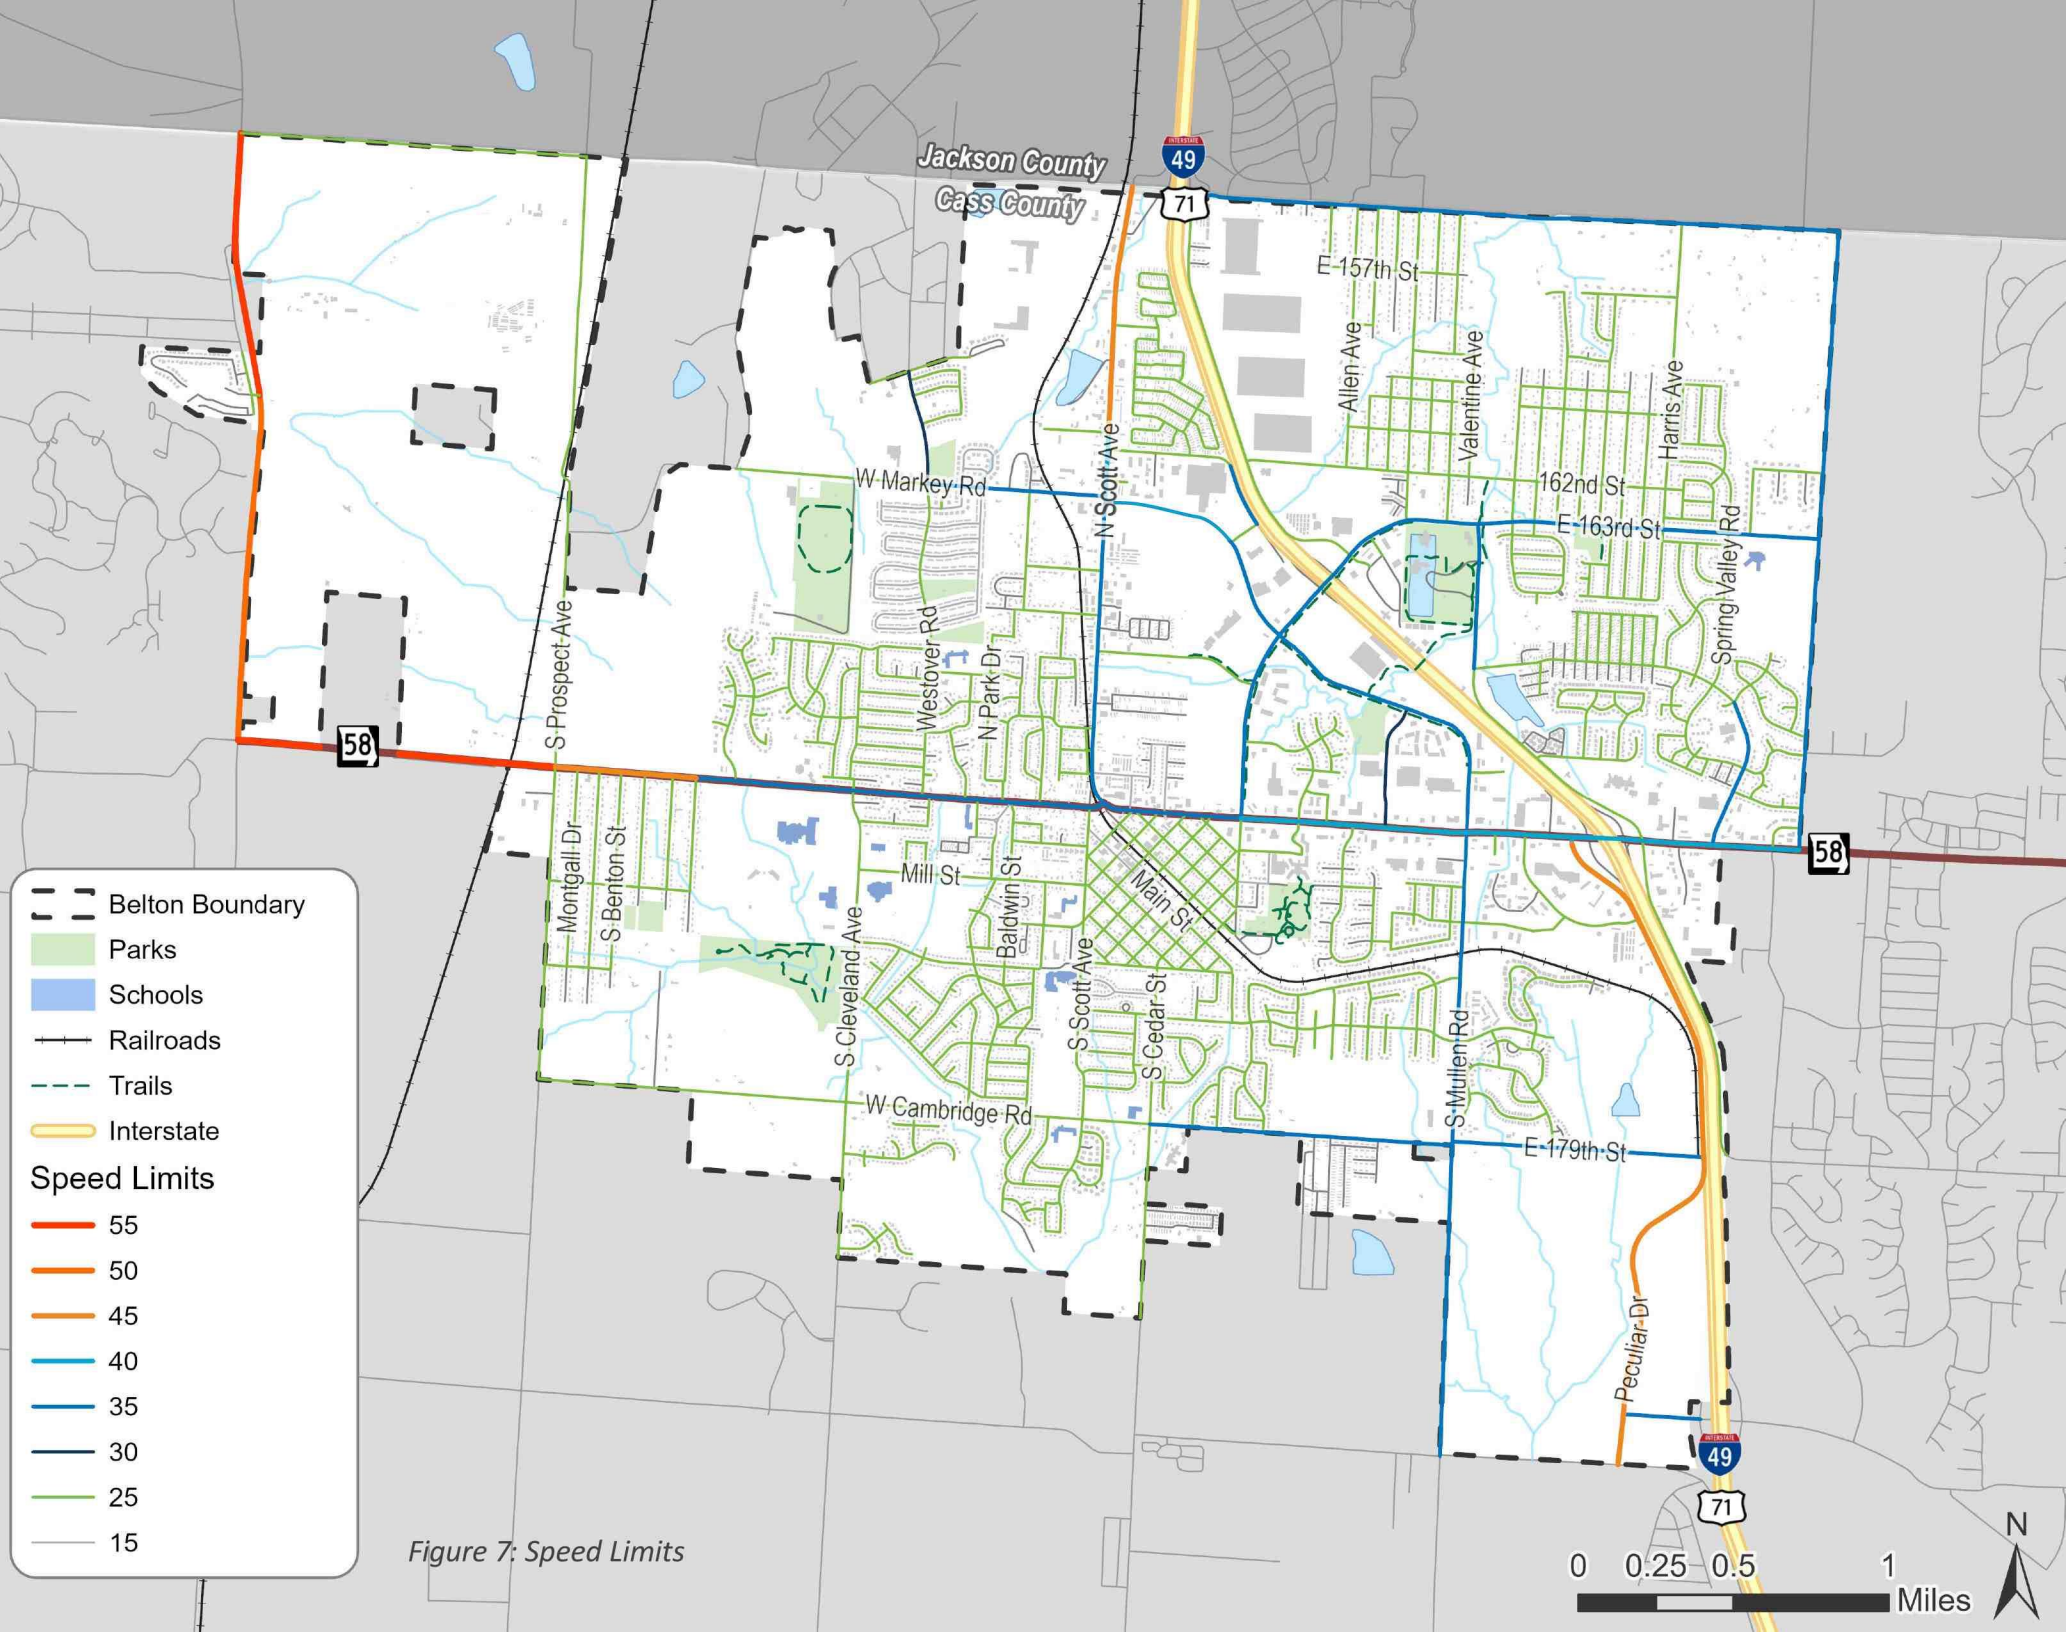 Jackson County
Cass County
INTERSTATE
49
71
E 157th St
Allen Ave
Valentine Ave
Harris Ave
N Scott Ave
W Markey Rd
162nd St
E 163rd St
Spring Valley Rd
S Prospect Ave
Westover Rd
N Park Dr
58
58
Montgall Dr
S Benton St
Mill St
Baldwin St
Main St
S Cleveland Ave
S Scott Ave
S Cedar St
S Mullen Rd
W Cambridge Rd
E 179th St
Peculiar Dr
INTERSTATE
49
71
Belton Boundary
Parks
Schools
Railroads
Trails
Interstate
Speed Limits
55
50
45
40
35
30
25
15
Figure 7: Speed Limits
N
0 0.25 0.5 1
Miles